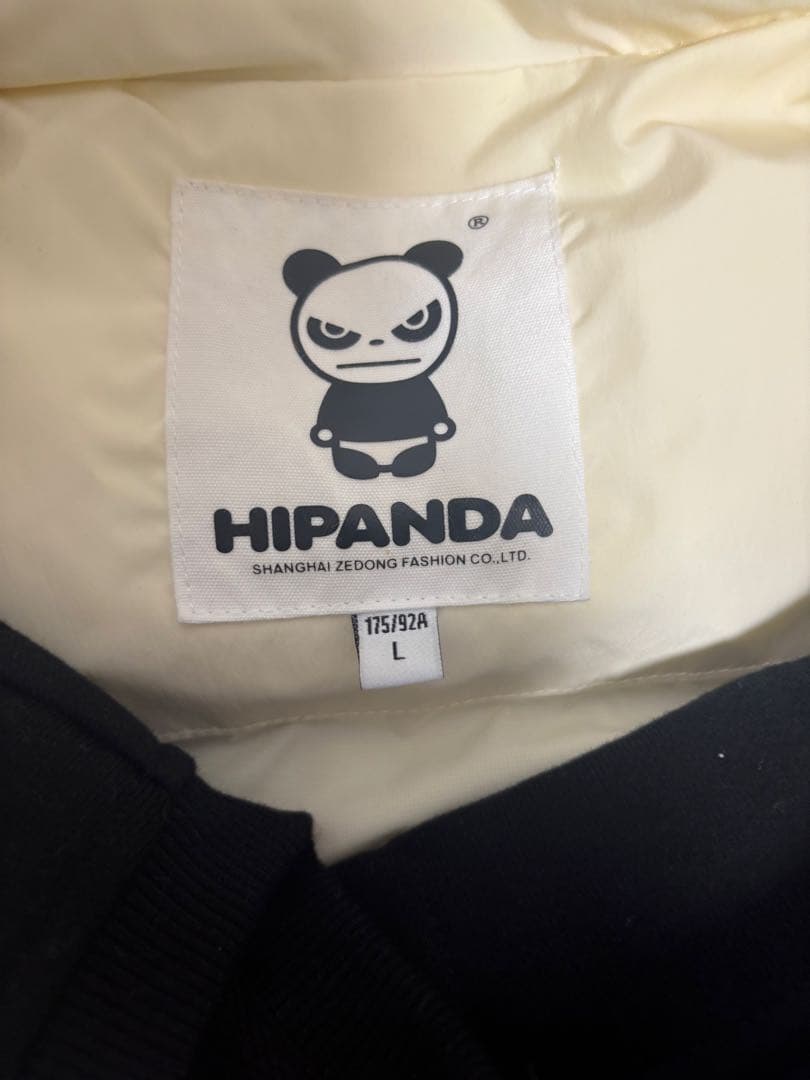 ®
HIPANDA
SHANGHAI ZEDONG FASHION CO.,LTD.
175/92A
L